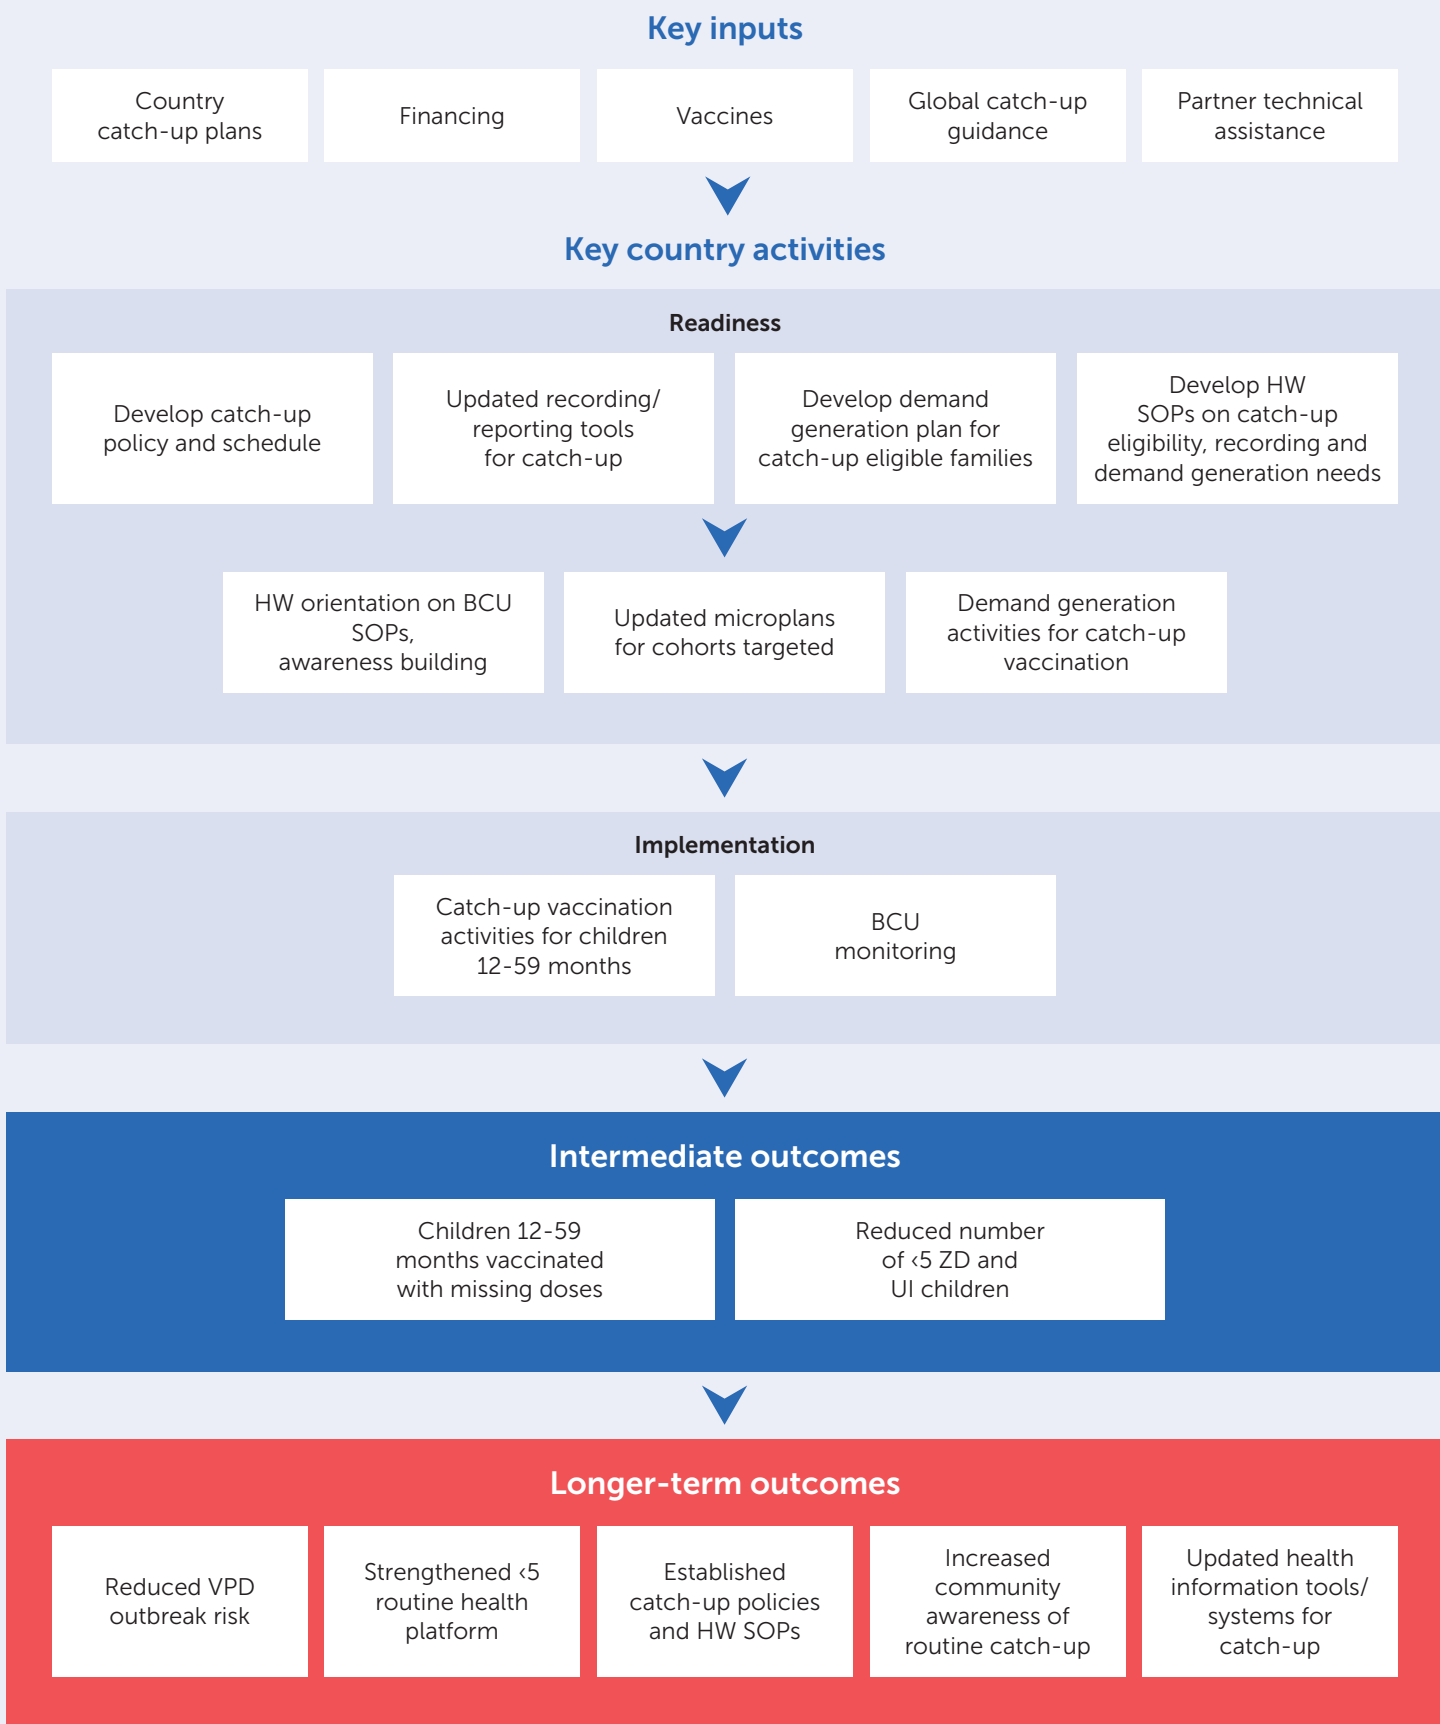 Key inputs
Country
catch-up plans
Financing
Vaccines
Global catch-up
guidance
Partner technical
assistance
Key country activities
Readiness
Develop catch-up
policy and schedule
Updated recording/
reporting tools
for catch-up
Develop demand
generation plan for
catch-up eligible families
Develop HW
SOPs on catch-up
eligibility, recording and
demand generation needs
HW orientation on BCU
SOPs,
awareness building
Updated microplans
for cohorts targeted
Demand generation
activities for catch-up
vaccination
Implementation
Catch-up vaccination
activities for children
12-59 months
BCU
monitoring
Intermediate outcomes
Children 12-59
months vaccinated
with missing doses
Reduced number
of <5 ZD and
UI children
Longer-term outcomes
Reduced VPD
outbreak risk
Strengthened <5
routine health
platform
Established
catch-up policies
and HW SOPs
Increased
community
awareness of
routine catch-up
Updated health
information tools/
systems for
catch-up